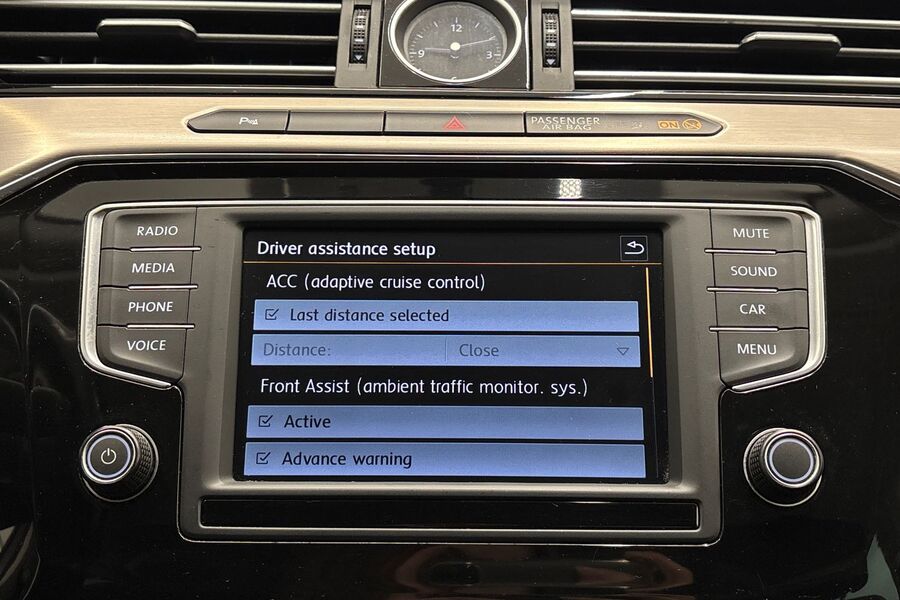 12
9
3
P
PASSENGER
AIR BAG
ON
RADIO
MEDIA
PHONE
VOICE
Driver assistance setup
ACC (adaptive cruise control)
Last distance selected
Distance: Close
Front Assist (ambient traffic monitor. sys.)
Active
Advance warning
MUTE
SOUND
CAR
MENU